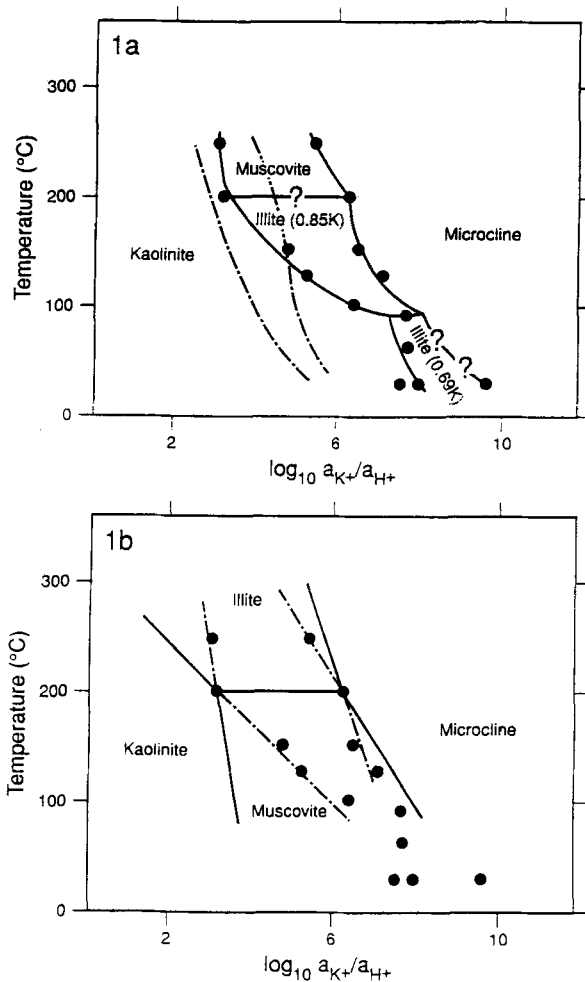 1a
300
200
100
0
Temperature (°C)
Muscovite
?
Illite (0.85K)
Kaolinite
Microcline
?
?
Illite (0.69K)
2
6
10
log10 aK+/aH+
1b
300
200
100
0
Temperature (°C)
Illite
Kaolinite
Muscovite
Microcline
2
6
10
log10 aK+/aH+